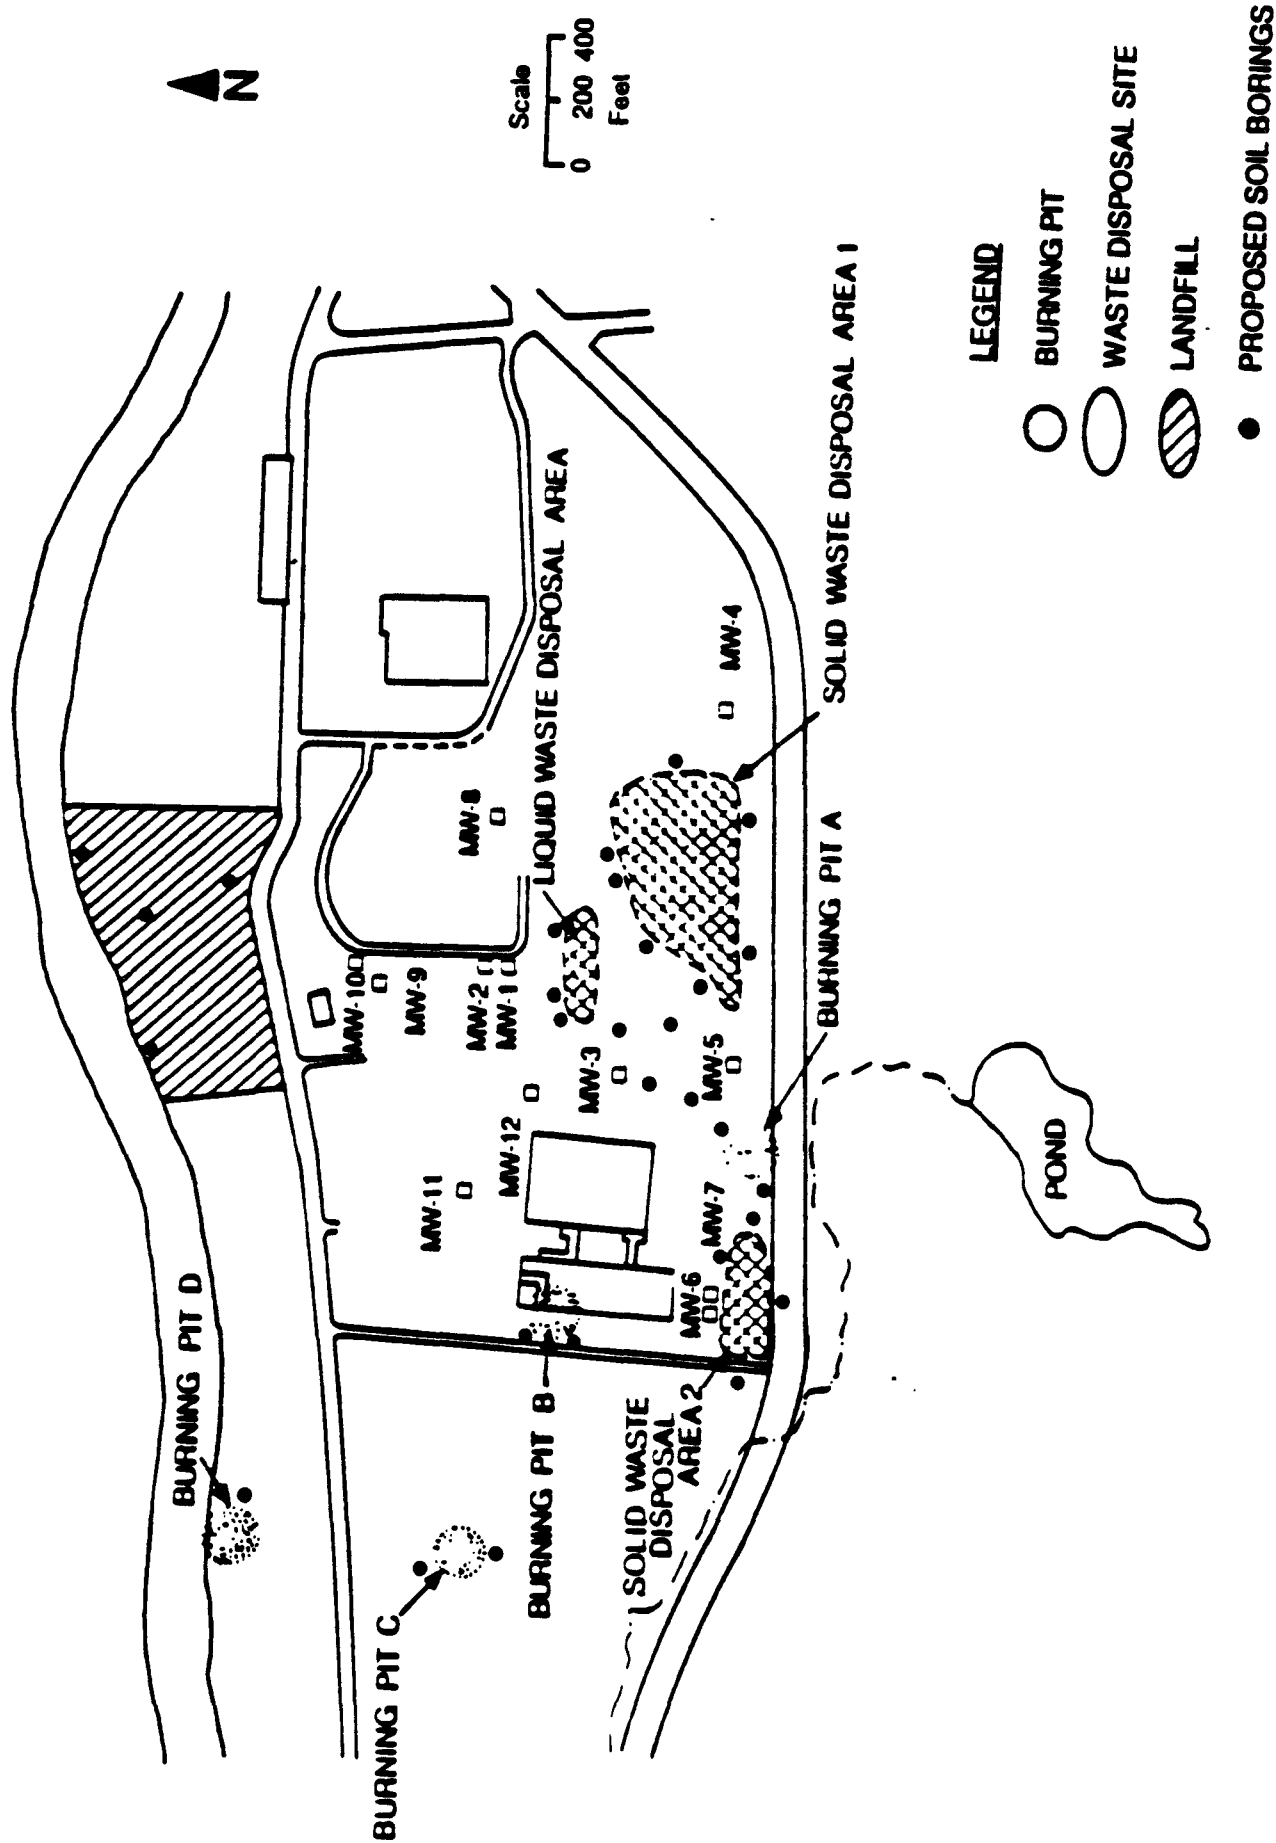 N
Scale
0 200 400
Feet
BURNING PIT D
BURNING PIT C
BURNING PIT B
SOLID WASTE
DISPOSAL
AREA 2
MW-11
MW-12
MW-10
MW-9
MW-2
MW-1
MW-8
MW-3
MW-5
MW-7
MW-6
MW-4
LIQUID WASTE DISPOSAL AREA
SOLID WASTE DISPOSAL AREA 1
BURNING PIT A
POND
LEGEND
BURNING PIT
WASTE DISPOSAL SITE
LANDFILL
PROPOSED SOIL BORINGS